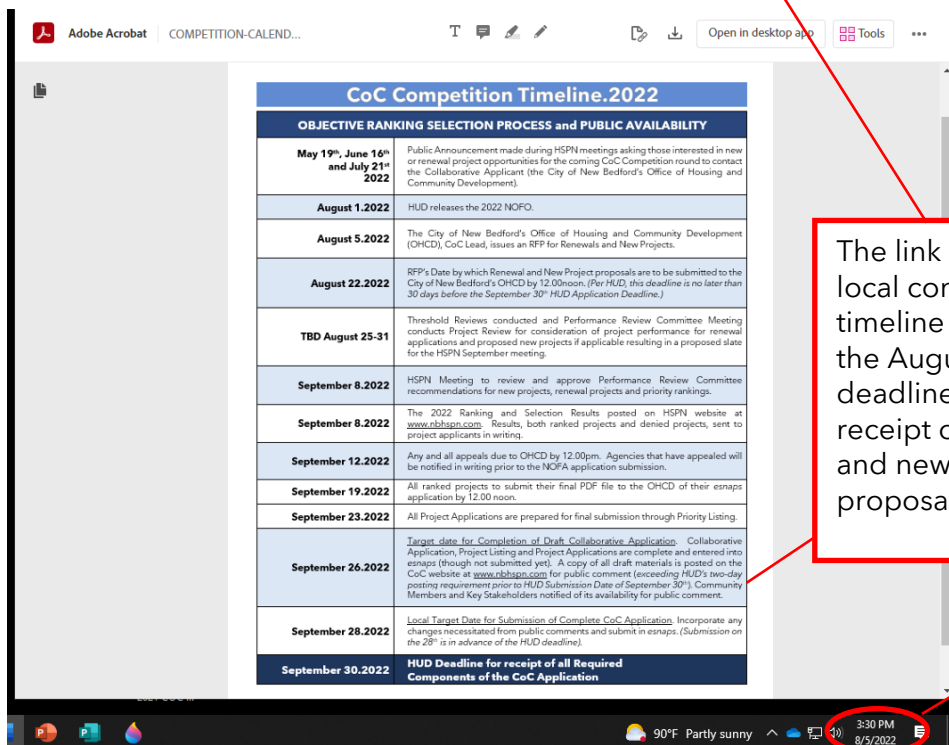 Adobe Acrobat COMPETITION-CALEND...
T
Open in desktop app
Tools
CoC Competition Timeline.2022
OBJECTIVE RANKING SELECTION PROCESS and PUBLIC AVAILABILITY
May 19th, June 16th
and July 21st
2022
Public Announcement made during HSPN meetings asking those interested in new
or renewal project opportunities for the coming CoC Competition round to contact
the Collaborative Applicant (the City of New Bedford's Office of Housing and
Community Development).
August 1.2022
HUD releases the 2022 NOFO.
August 5.2022
The City of New Bedford's Office of Housing and Community Development
(OHCD), CoC Lead, issues an RFP for Renewals and New Projects.
August 22.2022
RFP's Date by which Renewal and New Project proposals are to be submitted to the
City of New Bedford's OHCD by 12.00noon. (Per HUD, this deadline is no later than
30 days before the September 30th HUD Application Deadline.)
TBD August 25-31
Threshold Reviews conducted and Performance Review Committee Meeting
conducts Project Review for consideration of project performance for renewal
applications and proposed new projects if applicable resulting in a proposed slate
for the HSPN September meeting.
September 8.2022
HSPN Meeting to review and approve Performance Review Committee
recommendations for new projects, renewal projects and priority rankings.
September 8.2022
The 2022 Ranking and Selection Results posted on HSPN website at
www.nbhspn.com. Results, both ranked projects and denied projects, sent to
project applicants in writing.
September 12.2022
Any and all appeals due to OHCD by 12.00pm. Agencies that have appealed will
be notified in writing prior to the NOFA application submission.
September 19.2022
All ranked projects to submit their final PDF file to the OHCD of their esnaps
application by 12.00 noon.
September 23.2022
All Project Applications are prepared for final submission through Priority Listing.
September 26.2022
Target date for Completion of Draft Collaborative Application. Collaborative
Application, Project Listing and Project Applications are complete and entered into
esnaps (though not submitted yet). A copy of all draft materials is posted on the
CoC website at www.nbhspn.com for public comment (exceeding HUD's two-day
posting requirement prior to HUD Submission Date of September 30th). Community
Members and Key Stakeholders notified of its availability for public comment.
September 28.2022
Local Target Date for Submission of Complete CoC Application. Incorporate any
changes necessitated from public comments and submit in esnaps. (Submission on
the 28th is in advance of the HUD deadline).
September 30.2022
HUD Deadline for receipt of all Required
Components of the CoC Application
The link
local
timeline
the
deadline
receipt
and new
90°F Partly sunny
3:30 PM
8/5/2022